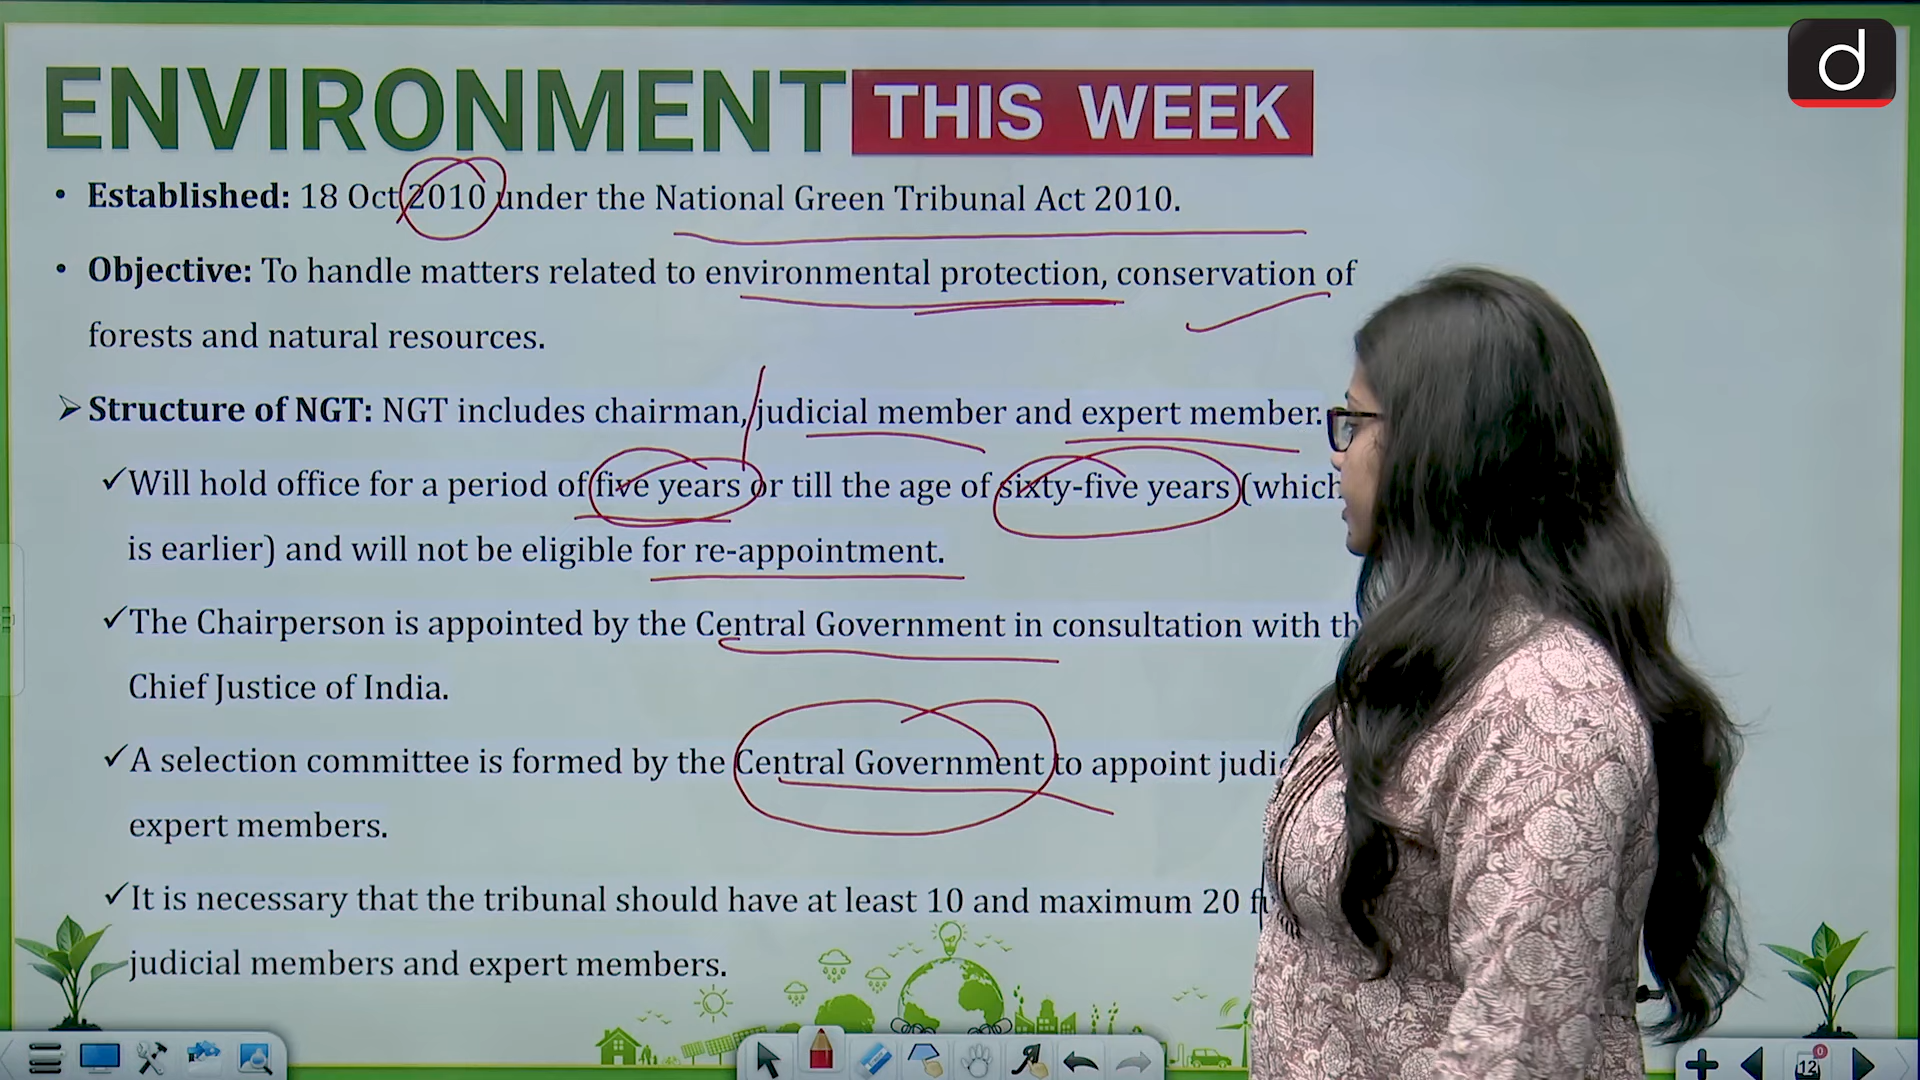 d
ENVIRONMENT THIS WEEK
• Established: 18 Oct 2010 under the National Green Tribunal Act 2010.
• Objective: To handle matters related to environmental protection, conservation of
forests and natural resources.
➢ Structure of NGT: NGT includes chairman, judicial member and expert member.
✓ Will hold office for a period of five years or till the age of sixty-five years (which
is earlier) and will not be eligible for re-appointment.
✓ The Chairperson is appointed by the Central Government in consultation with
Chief Justice of India.
✓ A selection committee is formed by the Central Government to appoint
expert members.
✓ It is necessary that the tribunal should have at least 10 and maximum 20
judicial members and expert members.
12
0